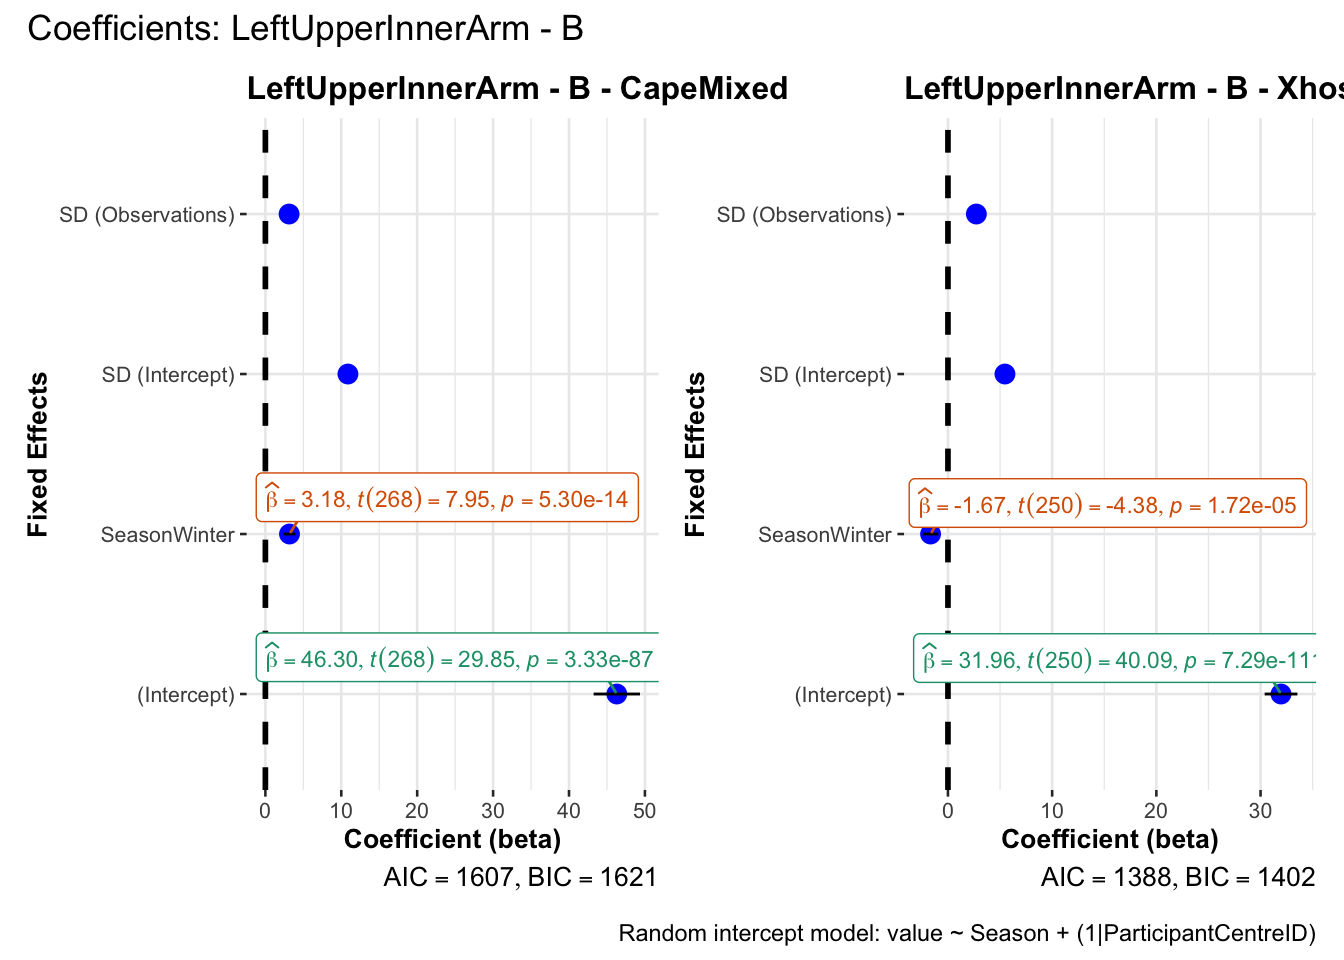 Coefficients: LeftUpperInnerArm - B
LeftUpperInnerArm - B - CapeMixed
Fixed Effects
SD (Observations)
SD (Intercept)
SeasonWinter
(Intercept)
β̂ = 3.18, t(268) = 7.95, p = 5.30e-14
β̂ = 46.30, t(268) = 29.85, p = 3.33e-87
0 10 20 30 40 50
Coefficient (beta)
AIC = 1607, BIC = 1621
LeftUpperInnerArm - B - Xhos
Fixed Effects
SD (Observations)
SD (Intercept)
SeasonWinter
(Intercept)
β̂ = -1.67, t(250) = -4.38, p = 1.72e-05
β̂ = 31.96, t(250) = 40.09, p = 7.29e-11
0 10 20 30
Coefficient (beta)
AIC = 1388, BIC = 1402
Random intercept model: value ~ Season + (1|ParticipantCentreID)